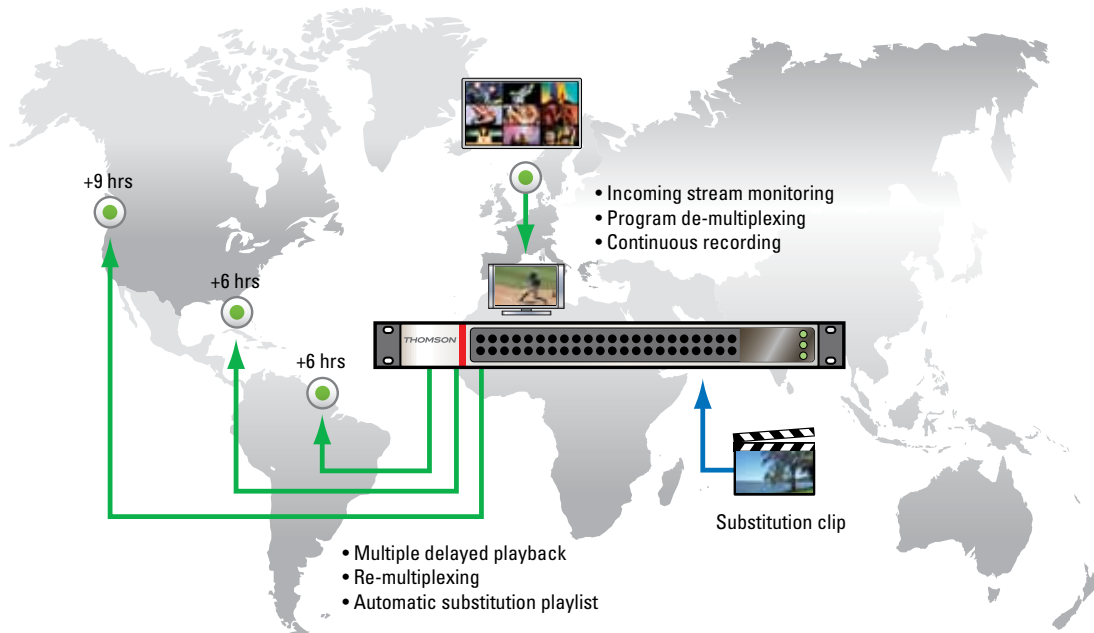 +9 hrs
• Incoming stream monitoring
• Program de-multiplexing
• Continuous recording
+6 hrs
THOMSON
+6 hrs
Substitution clip
• Multiple delayed playback
• Re-multiplexing
• Automatic substitution playlist